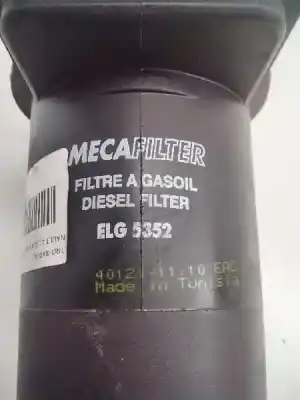 MECAFILTER
FILTRE A GASOIL
DIESEL FILTER
ELG 5352
Made in Tunisia